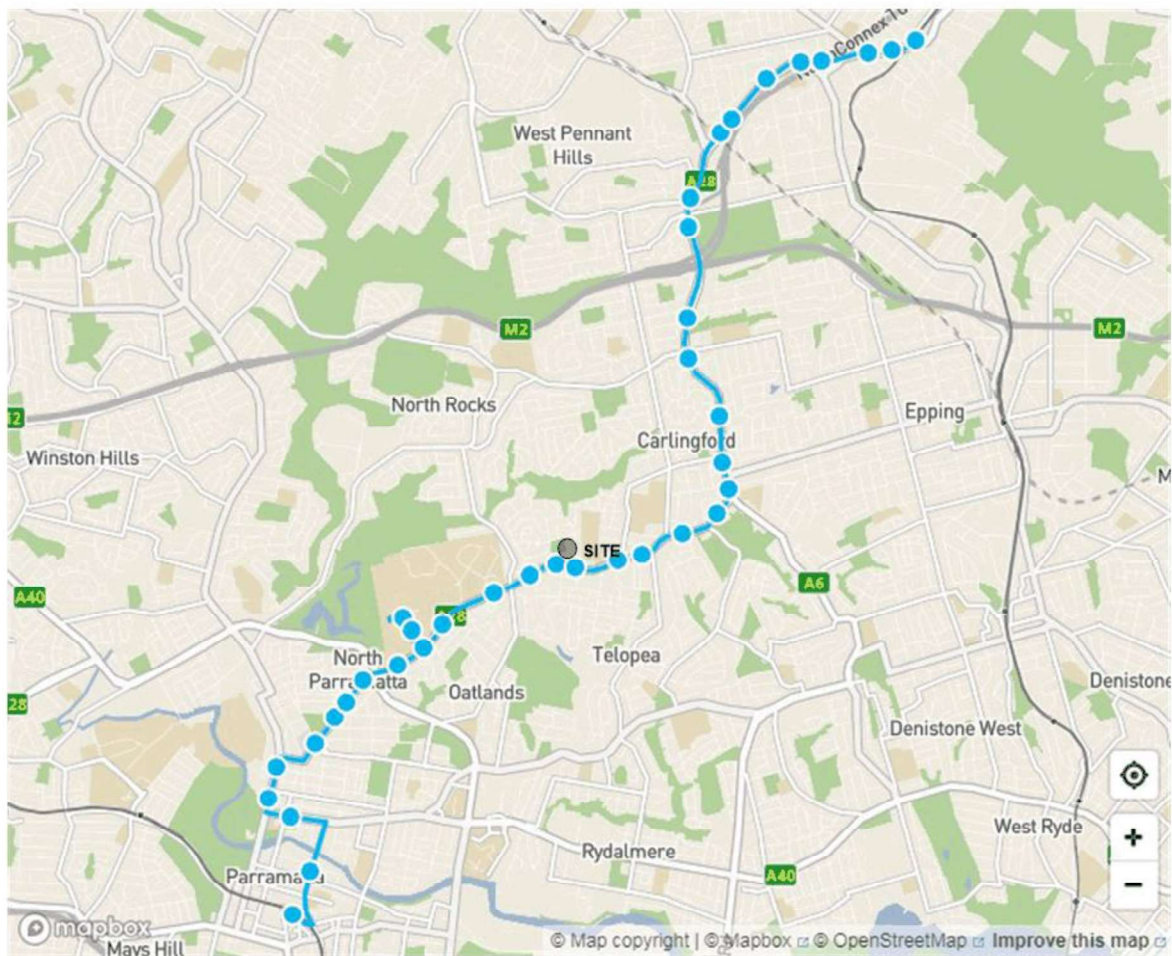 West Pennant
Hills
A28
M2
M2
North Rocks
Epping
Carlingford
Winston Hills
SITE
A6
A40
North
Parramatta
Telopea
Oatlands
28
Denistone
Denistone West
West Ryde
Rydalmere
A40
Parramatta
+
−
mapbox
Mays Hill
© Map copyright | © Mapbox © OpenStreetMap Improve this map